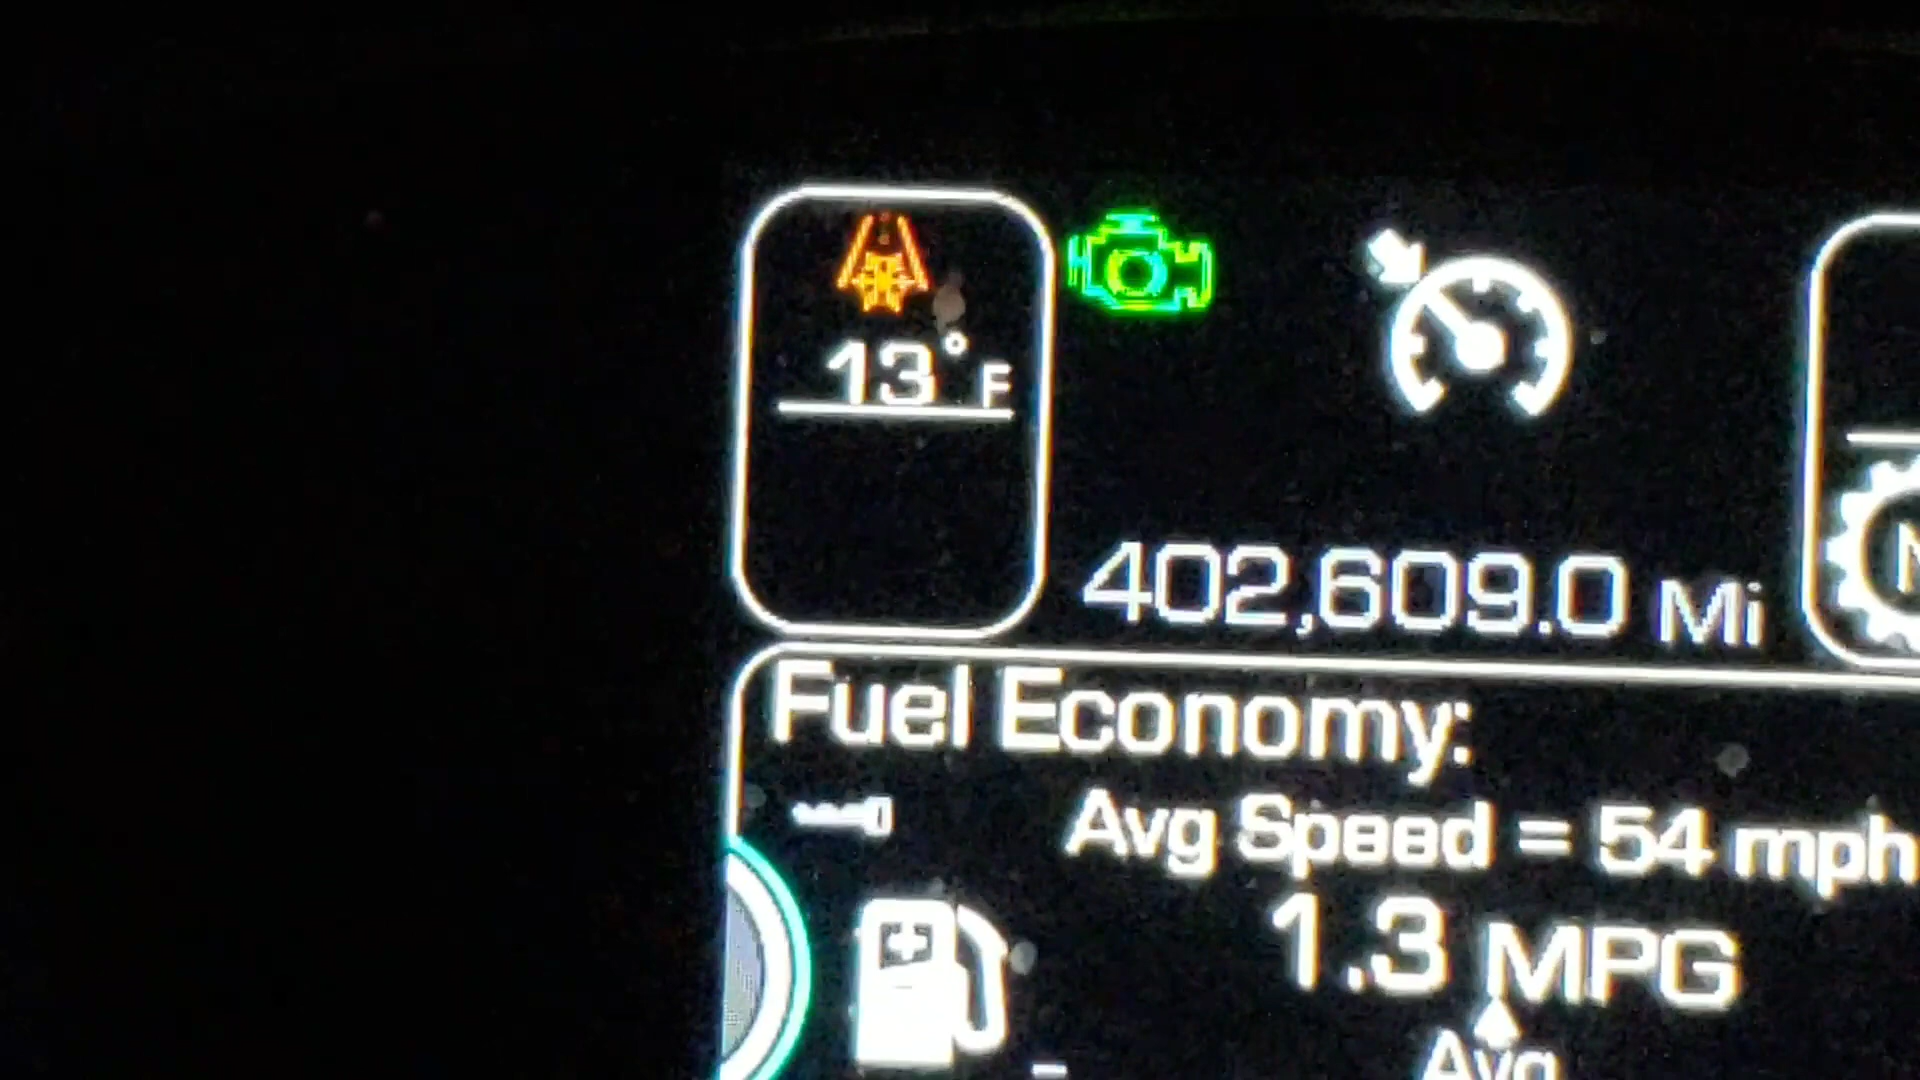 13°F
402,609.0 Mi
Fuel Economy:
Avg Speed = 54 mph
1.3 MPG
Avg